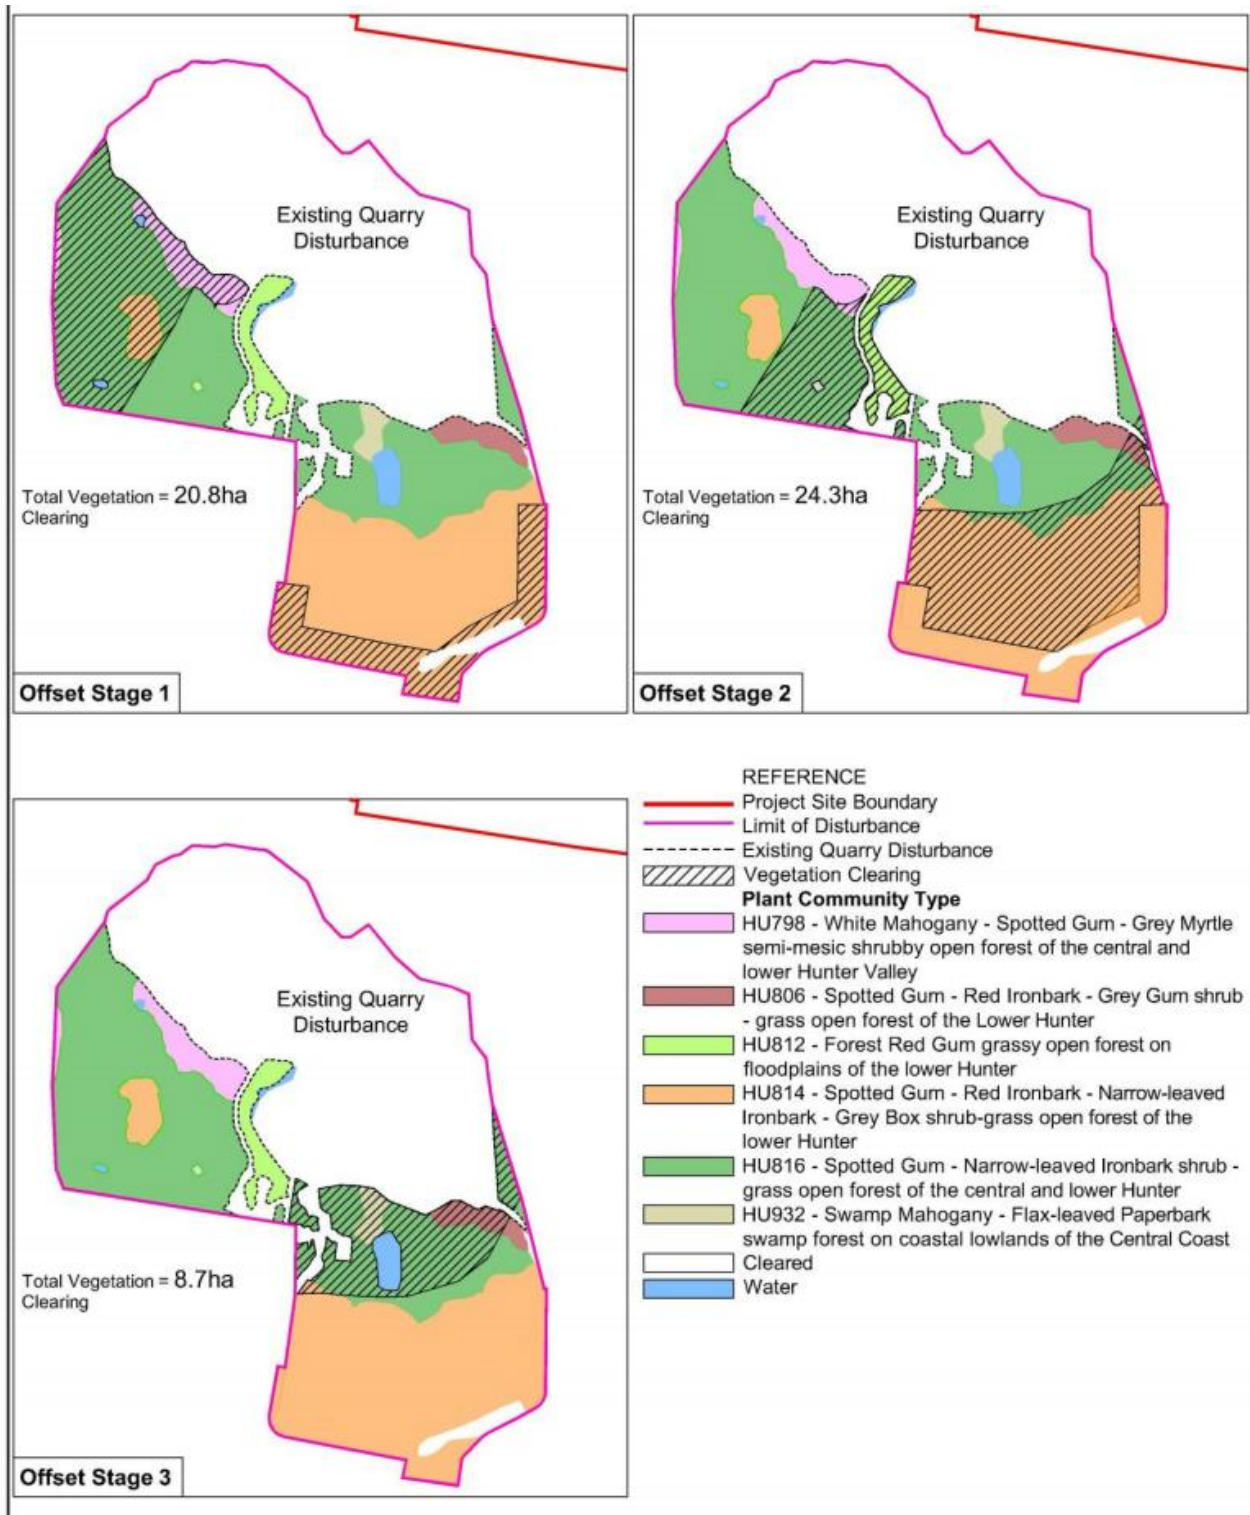 Existing Quarry
Disturbance
Total Vegetation = 20.8ha
Clearing
Offset Stage 1
Existing Quarry
Disturbance
Total Vegetation = 24.3ha
Clearing
Offset Stage 2
Existing Quarry
Disturbance
Total Vegetation = 8.7ha
Clearing
Offset Stage 3
REFERENCE
Project Site Boundary
Limit of Disturbance
Existing Quarry Disturbance
Vegetation Clearing
Plant Community Type
HU798 - White Mahogany - Spotted Gum - Grey Myrtle
semi-mesic shrubby open forest of the central and
lower Hunter Valley
HU806 - Spotted Gum - Red Ironbark - Grey Gum shrub
- grass open forest of the Lower Hunter
HU812 - Forest Red Gum grassy open forest on
floodplains of the lower Hunter
HU814 - Spotted Gum - Red Ironbark - Narrow-leaved
Ironbark - Grey Box shrub-grass open forest of the
lower Hunter
HU816 - Spotted Gum - Narrow-leaved Ironbark shrub -
grass open forest of the central and lower Hunter
HU932 - Swamp Mahogany - Flax-leaved Paperbark
swamp forest on coastal lowlands of the Central Coast
Cleared
Water